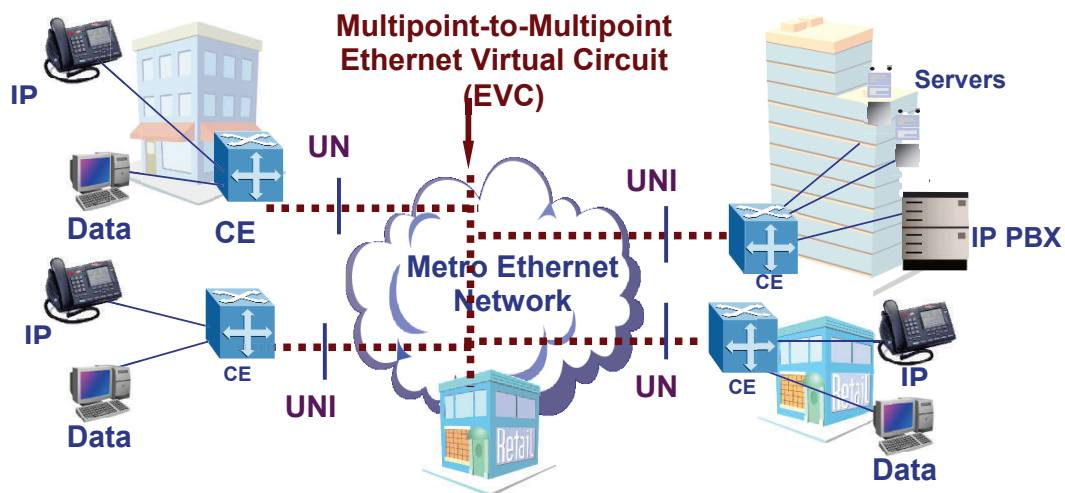 Multipoint-to-Multipoint
Ethernet Virtual Circuit
(EVC)
IP
Servers
UN
UNI
Data
CE
IP PBX
CE
Metro Ethernet
Network
IP
CE
UNI
UN
CE
IP
Data
Retail
Retail
Data